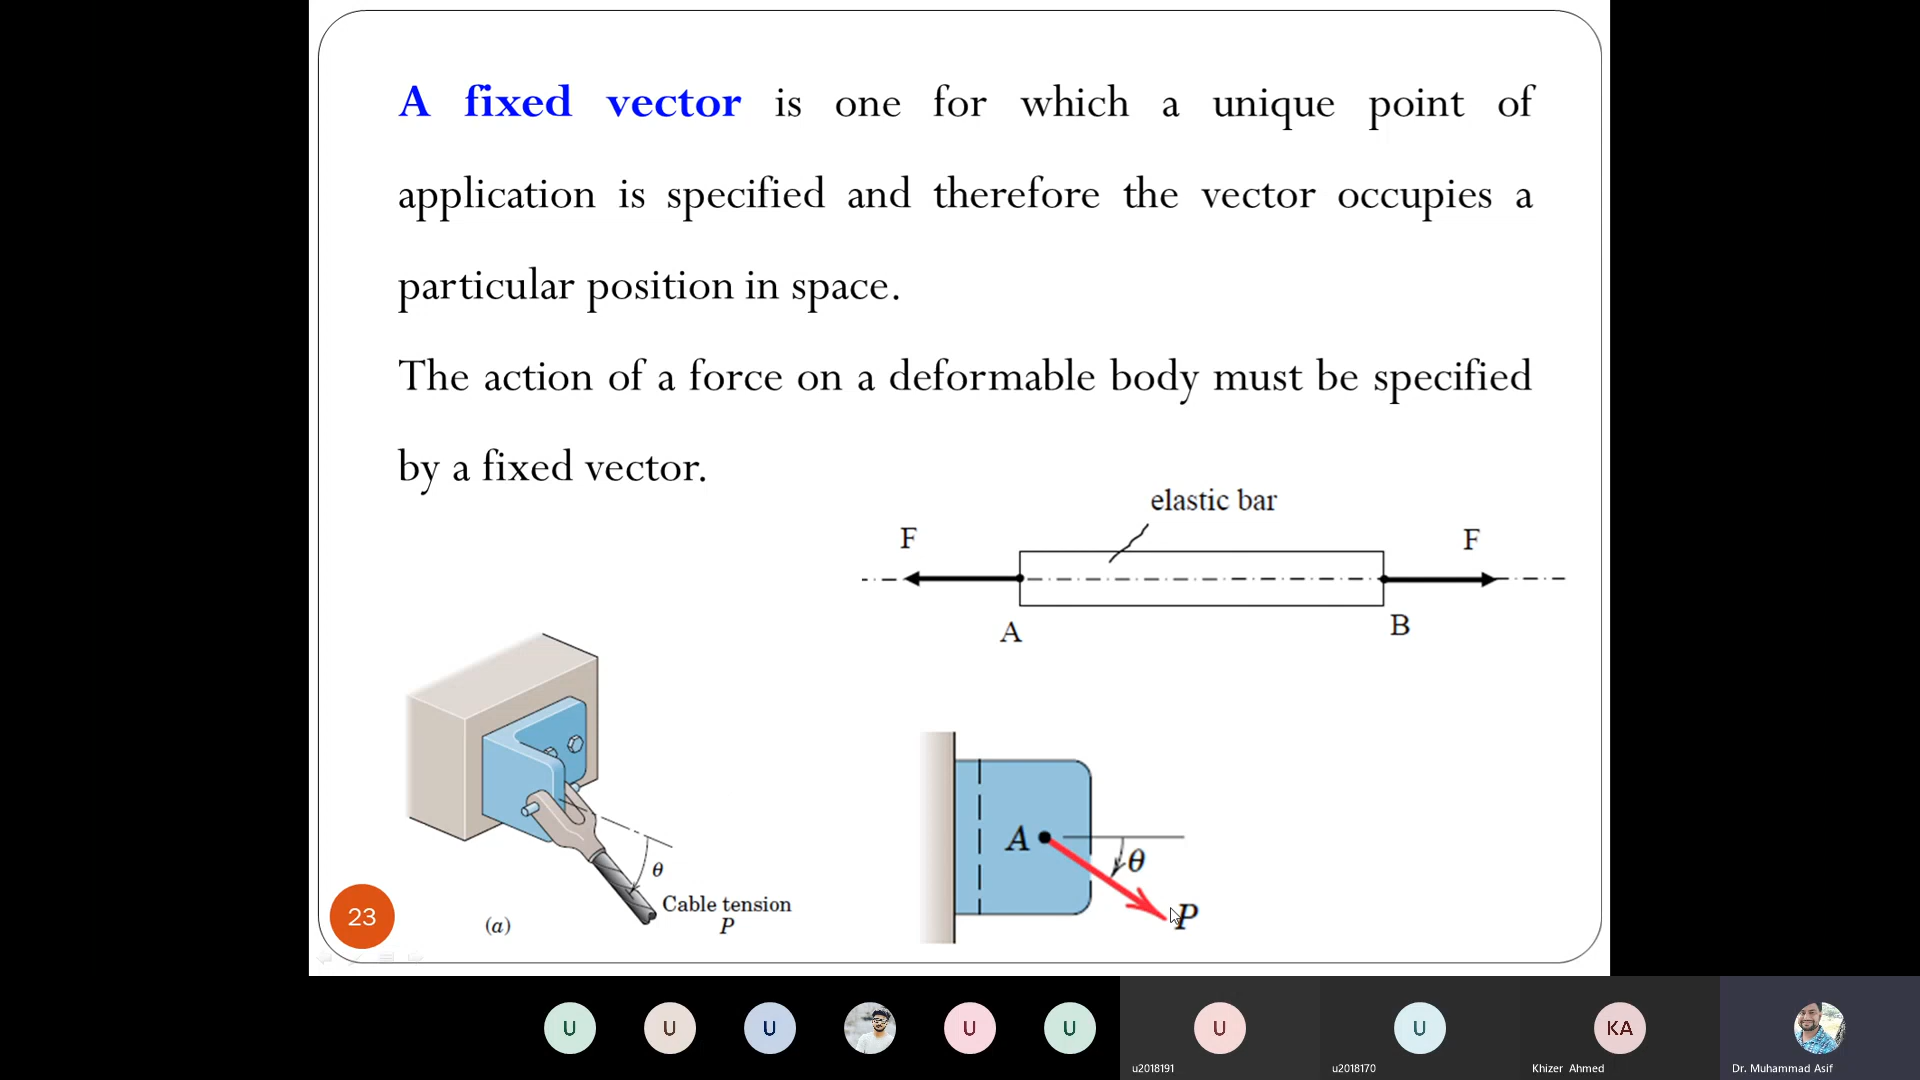 A fixed vector is one for which a unique point of
application is specified and therefore the vector occupies a
particular position in space.
The action of a force on a deformable body must be specified
by a fixed vector.
elastic bar
F
F
A
B
θ
Cable tension
P
(a)
A
θ
P
23
U
U
U
U
U
U
U
KA
u2018191
u2018170
Khizer Ahmed
Dr. Muhammad Asif